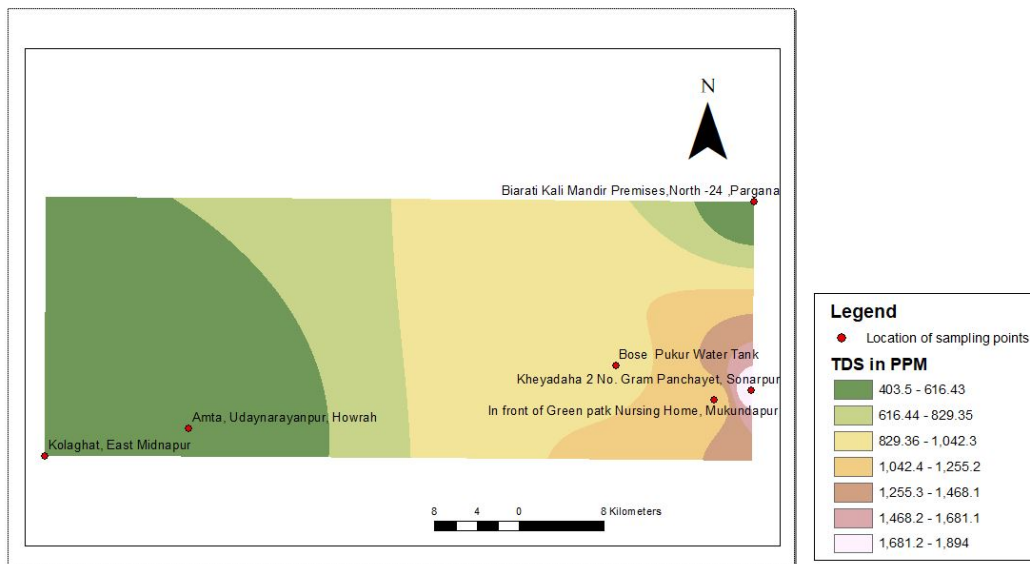 N
Biarati Kali Mandir Premises,North -24 ,Pargana
Bose Pukur Water Tank
Kheyadaha 2 No. Gram Panchayet, Sonarpur
In front of Green patk Nursing Home, Mukundapur
Amta, Udaynarayanpur, Howrah
Kolaghat, East Midnapur
8 4 0 8 Kilometers
Legend
Location of sampling points
TDS in PPM
403.5 - 616.43
616.44 - 829.35
829.36 - 1,042.3
1,042.4 - 1,255.2
1,255.3 - 1,468.1
1,468.2 - 1,681.1
1,681.2 - 1,894